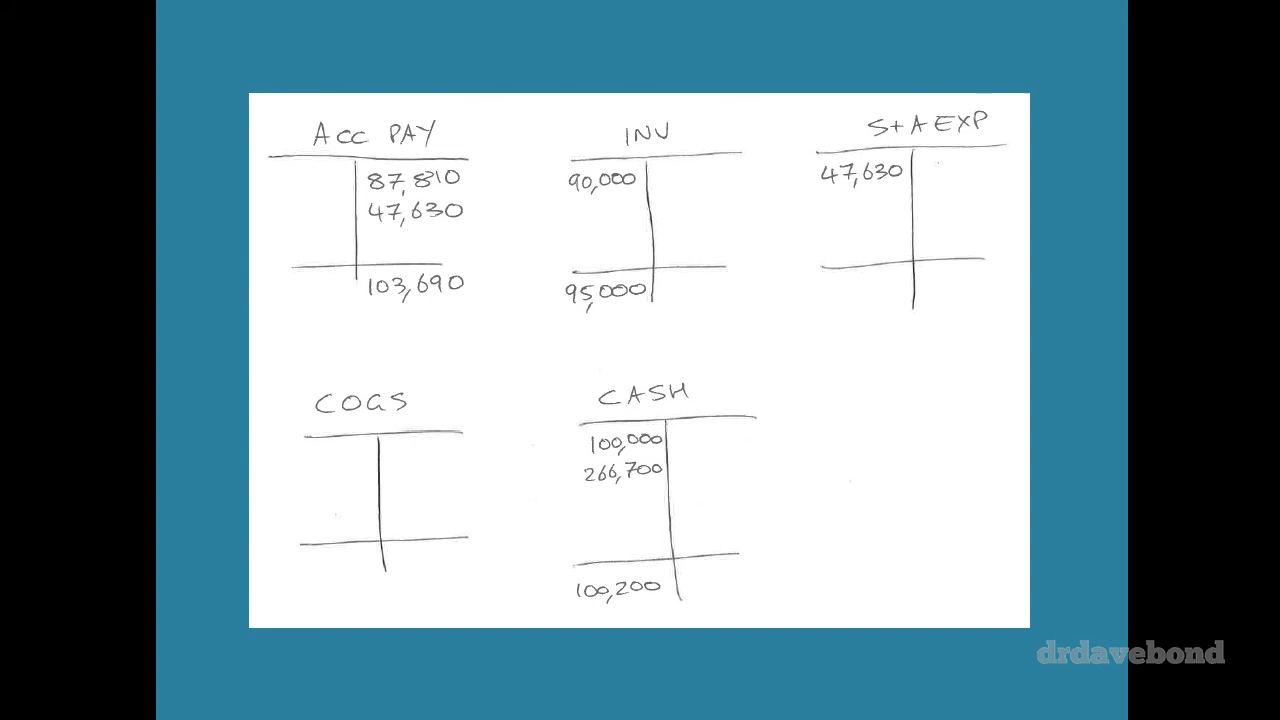 ACC PAY
87,810
47,630
103,690
INV
90,000
95,000
S+A EXP
47,630
COGS
CASH
100,000
266,700
100,200
drdavebond